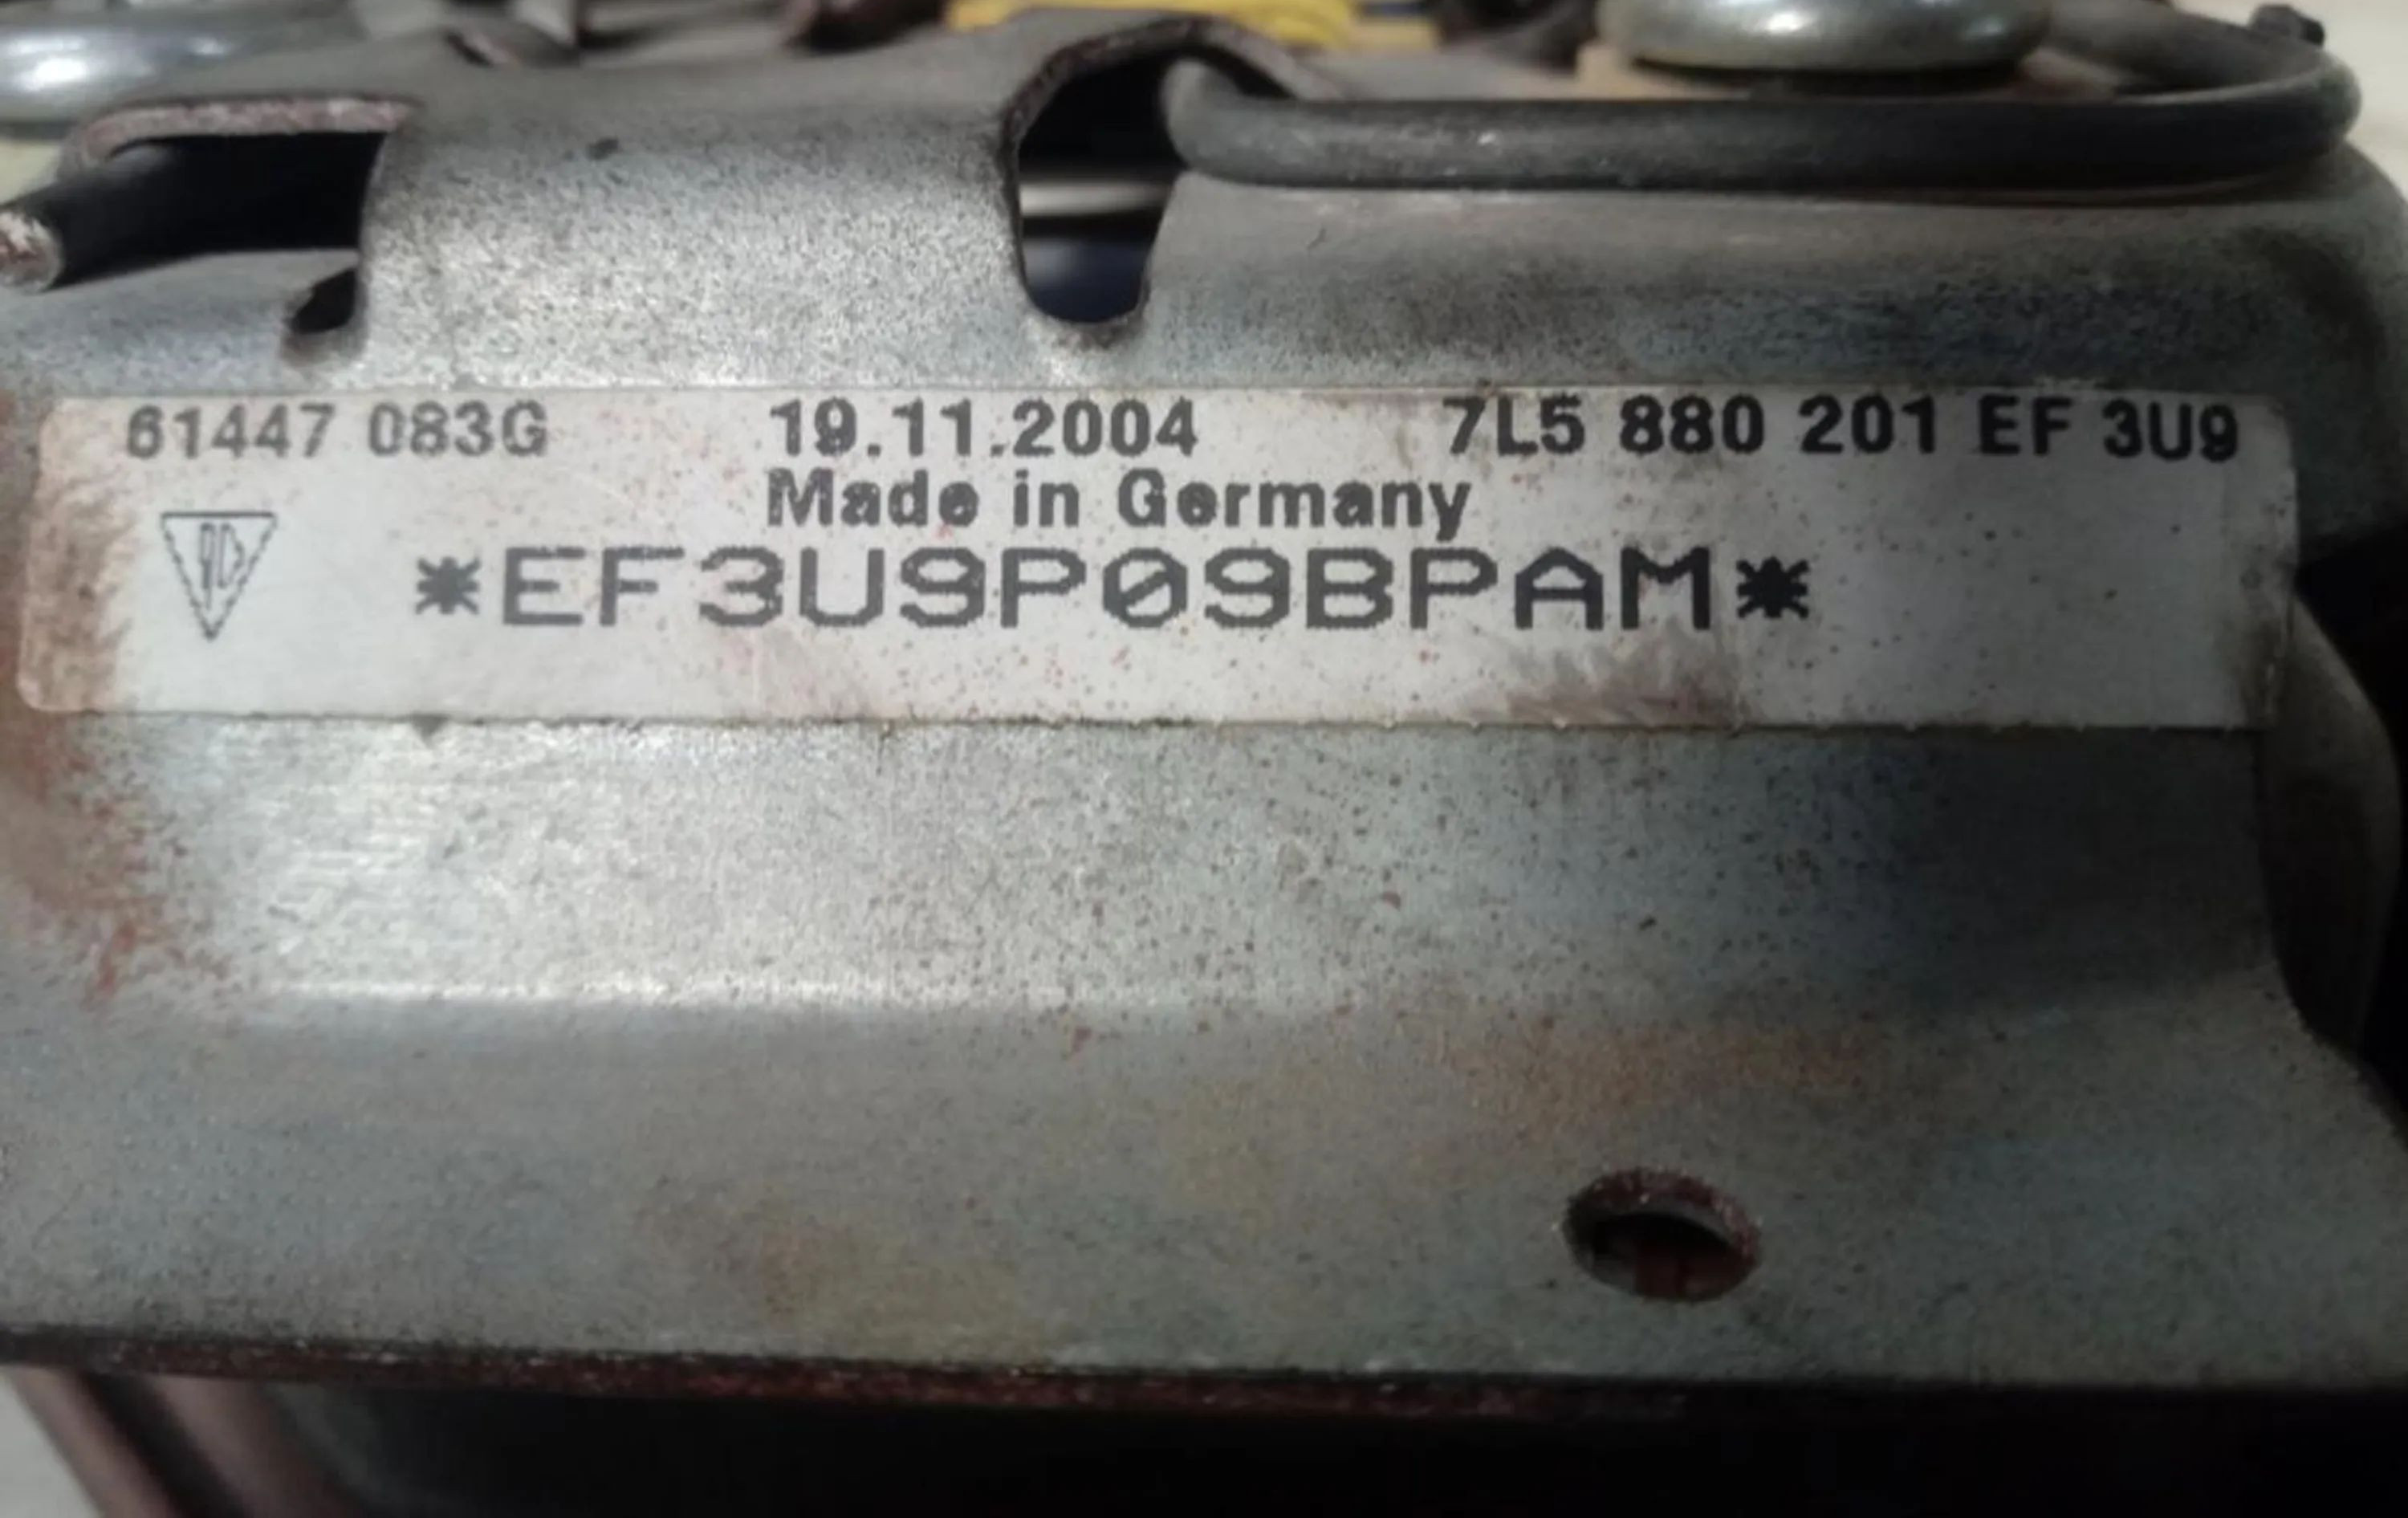 61447 083G 19.11.2004 7L5 880 201 EF 3U9
Made in Germany
*EF3U9P09BPAM*